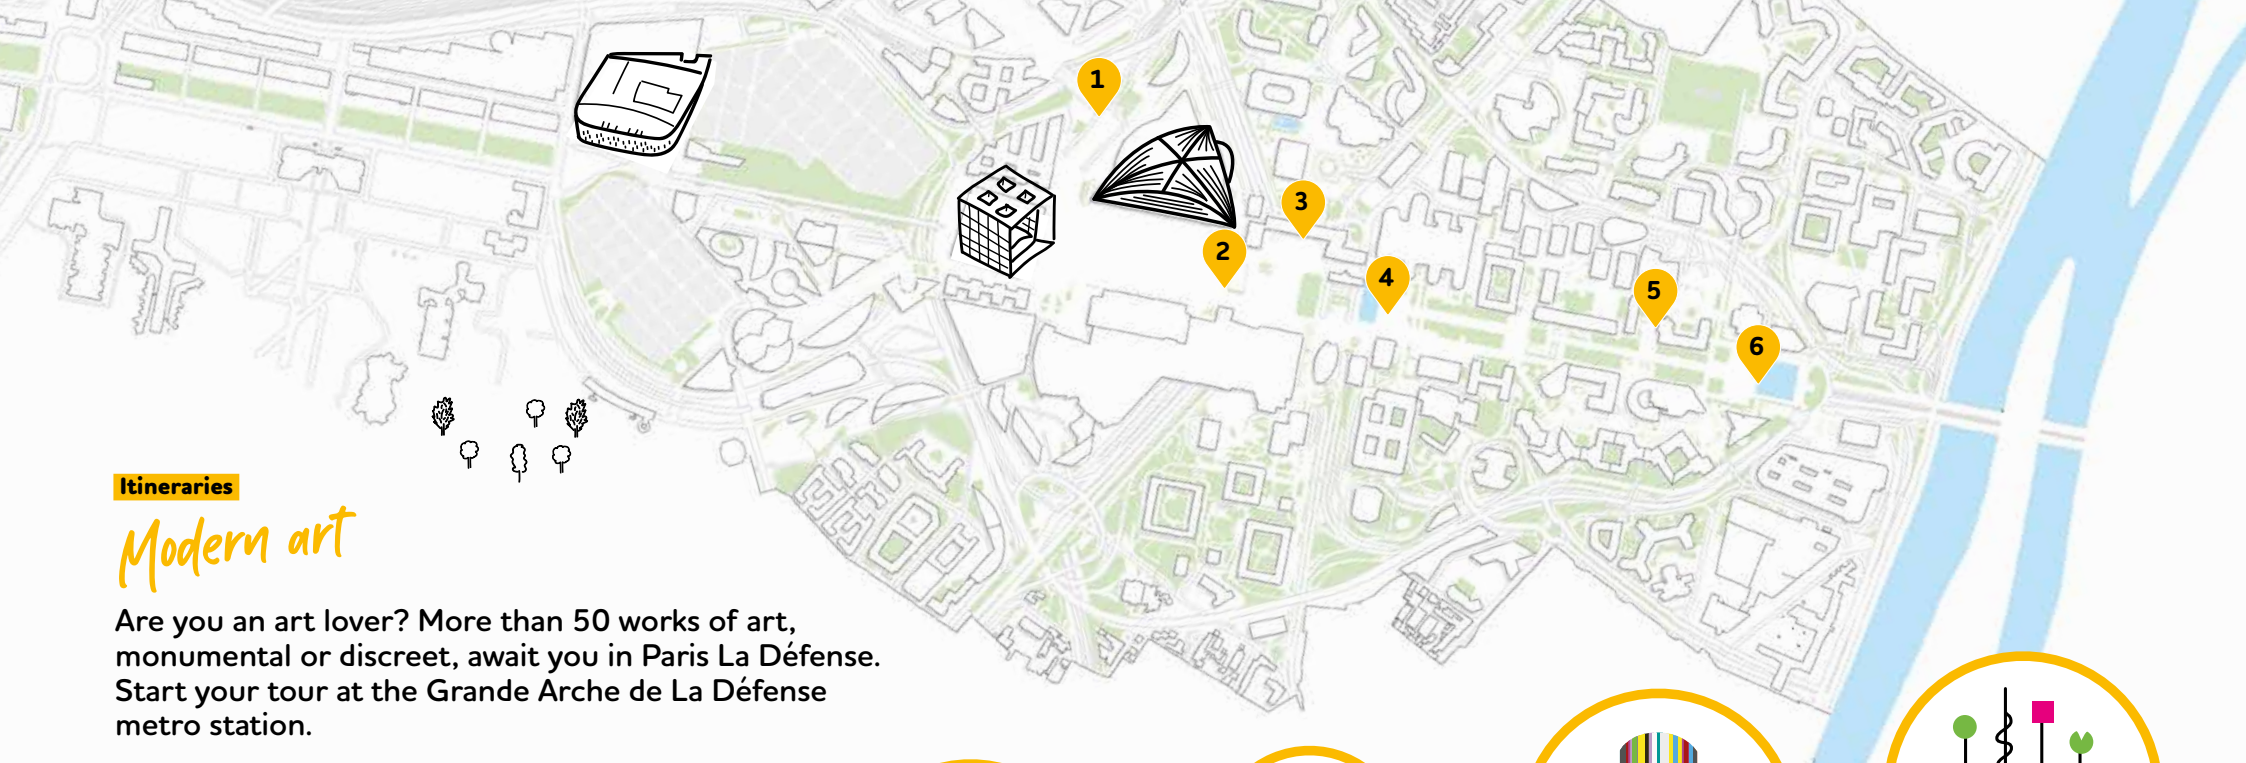 1
2
3
4
5
6
Itineraries
Modern art
Are you an art lover? More than 50 works of art,
monumental or discreet, await you in Paris La Défense.
Start your tour at the Grande Arche de La Défense
metro station.